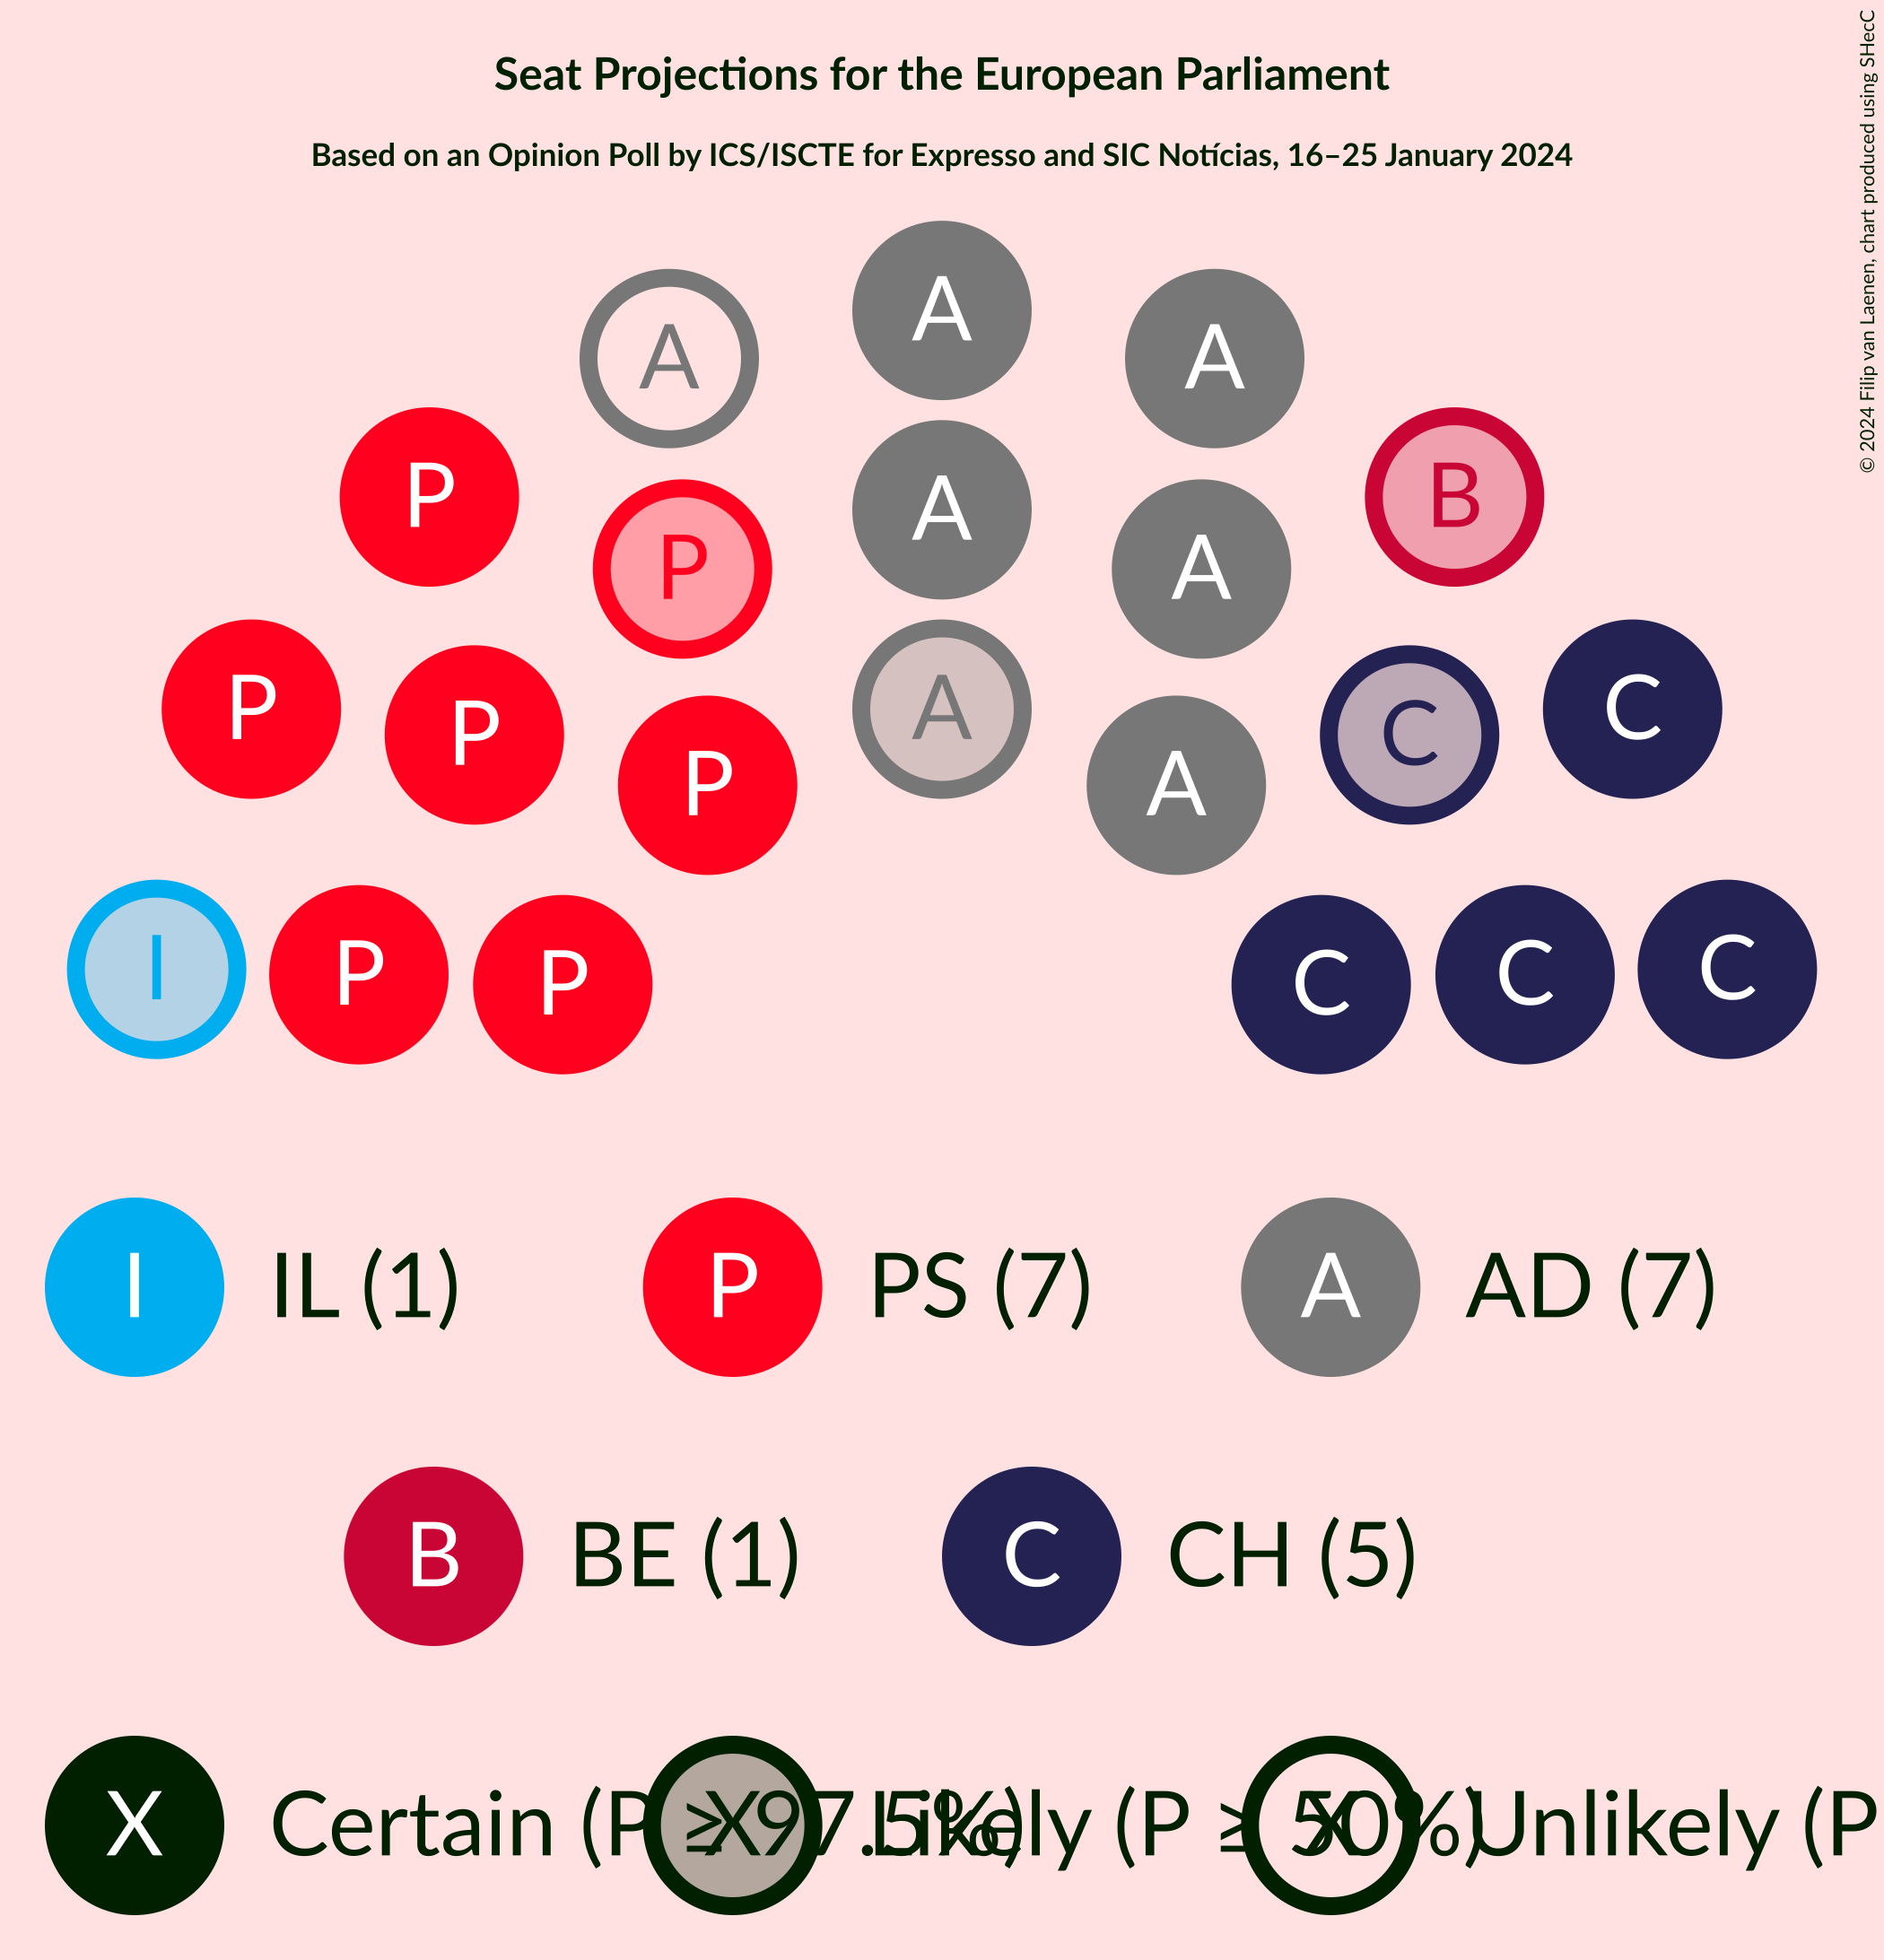 Seat Projections for the European Parliament
Based on an Opinion Poll by ICS/ISCTE for Expresso and SIC Notícias, 16–25 January 2024
© 2024 Filip van Laenen, chart produced using SHecC
A
A A
P B
A
P A
P A C
P C
P A
I P P C C C
I IL (1) P PS (7) A AD (7)
B BE (1) C CH (5)
X Certain (P ≥ 97.5%) X Likely (P ≥ 50%) X Unlikely (P